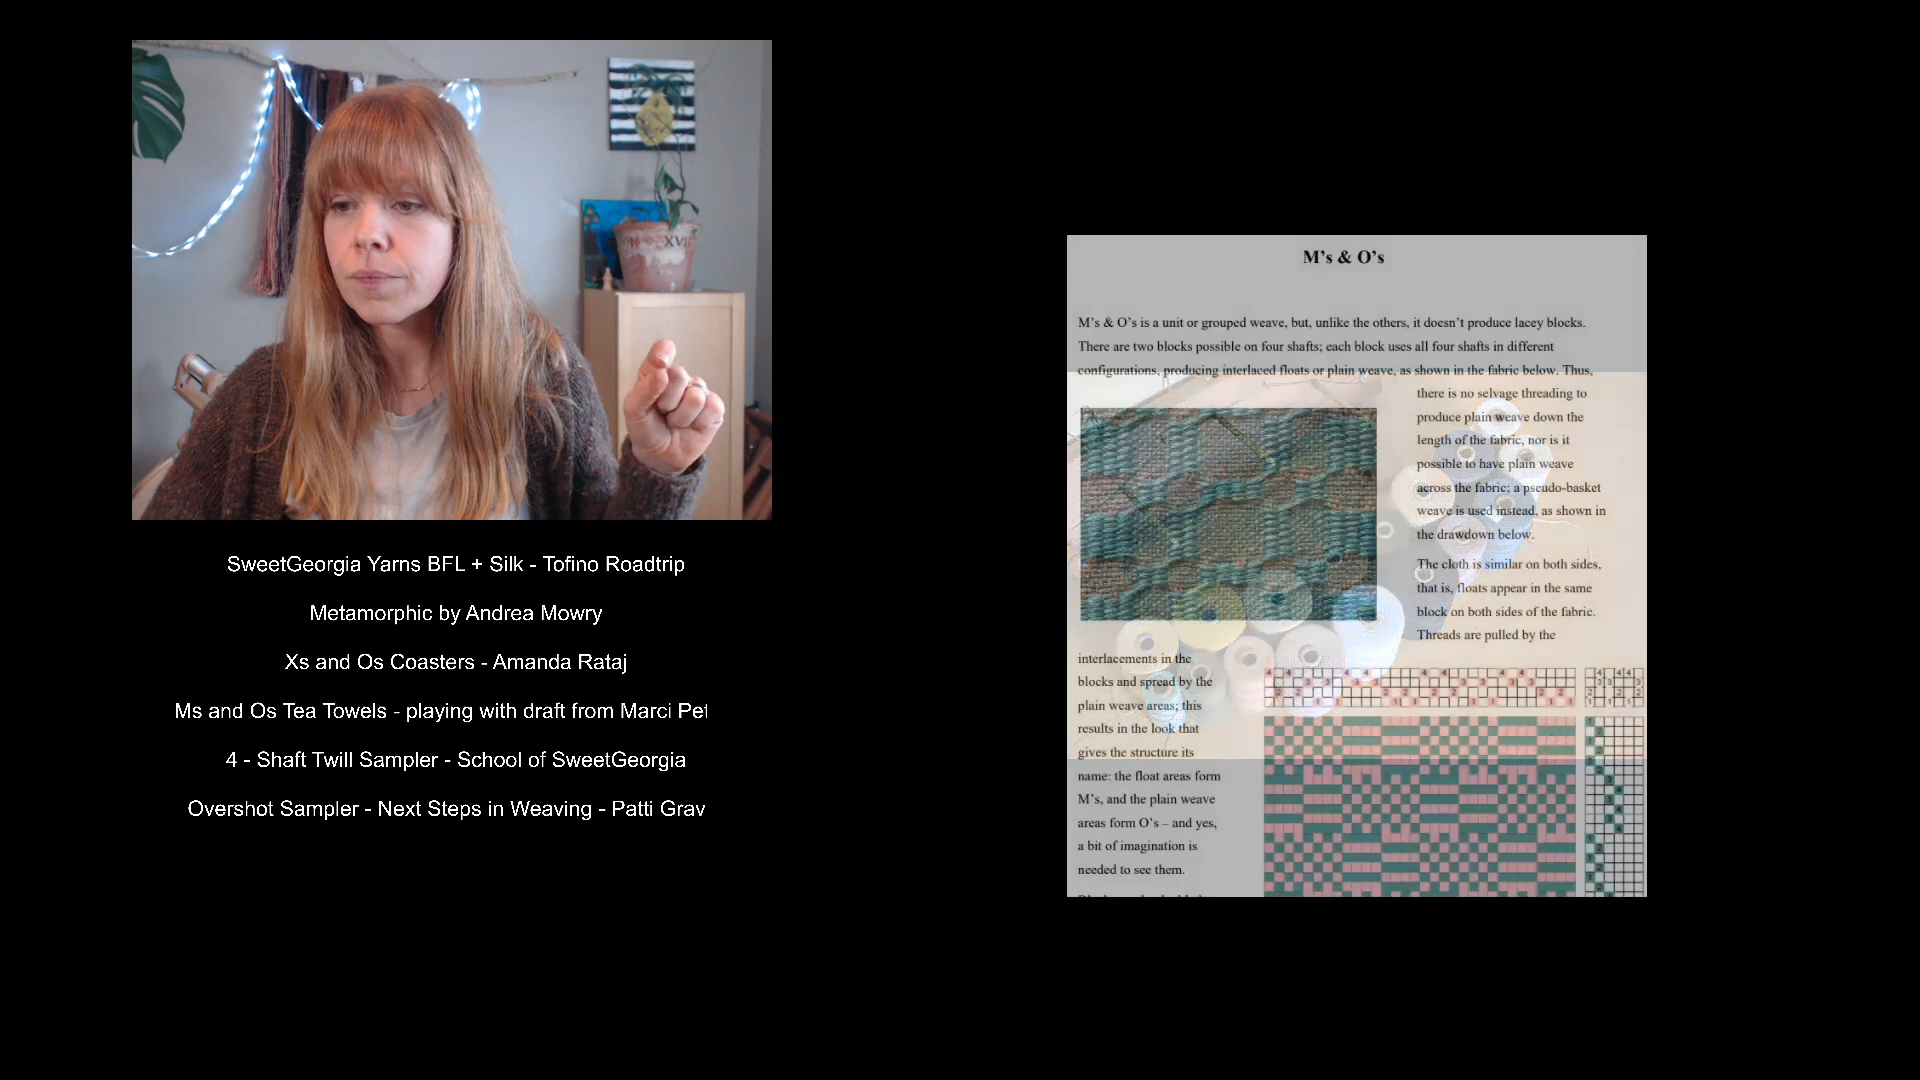 SweetGeorgia Yarns BFL + Silk - Tofino Roadtrip
Metamorphic by Andrea Mowry
Xs and Os Coasters - Amanda Rataj
Ms and Os Tea Towels - playing with draft from Marci
4 - Shaft Twill Sampler - School of SweetGeorgia
Overshot Sampler - Next Steps in Weaving - Patti Grav
XVII
M's & O's
M's & O's is a unit or grouped weave, but, unlike the others, it doesn't produce lacey blocks.
There are two blocks possible on four shafts; each block uses all four shafts in different
configurations, producing interlaced floats or plain weave, as shown in the fabric below. Thus,
there is no selvage threading to
produce plain weave down the
length of the fabric, nor is it
possible to have plain weave
across the fabric; a pseudo-basket
weave is used instead, as shown in
the drawdown below.
The cloth is similar on both sides,
that is, floats appear in the same
block on both sides of the fabric.
Threads are pulled by the
interlacements in the
blocks and spread by the
plain weave areas; this
results in the look that
gives the structure its
name: the float areas form
M's, and the plain weave
areas form O's – and yes,
a bit of imagination is
needed to see them.